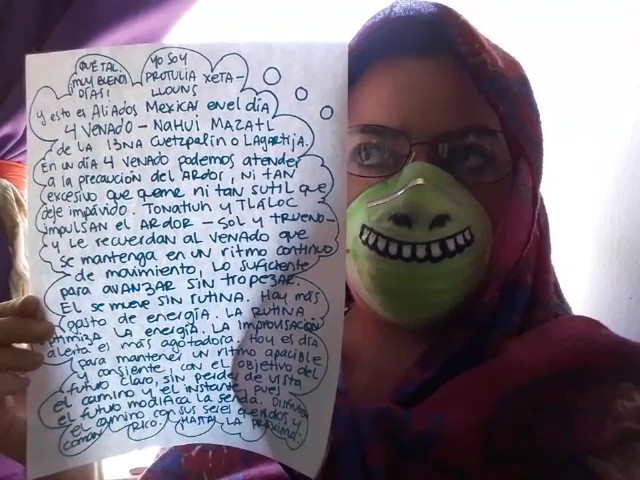 QUÉ TAL, YO SOY
¡MUY BUENOS PROTULIA XETA-
DÍAS! LLOUNS
Y esto es ALIADOS MEXICAS EN el DÍA
4 VENADO – NAHUI MAZATL
de LA 13NA CUETZPALIN O LAGARTIJA.
EN UN DÍA 4 VENADO PODEMOS ATENDER
A LA PRECAUCIÓN DEL ARDOR, NI TAN
EXCESIVO QUE QUEME NI TAN SUTIL QUE
DEJE IMPÁVIDO. TONATIUH Y TLÁLOC
IMPULSAN EL ARDOR – SOL Y TRUENO –
Y LE RECUERDAN AL VENADO QUE
SE MANTENGA EN UN RITMO CONTINUO
DE MOVIMIENTO, LO SUFICIENTE
PARA AVANZAR SIN TROPEZAR.
EL SE MUEVE SIN RUTINA. HAY MÁS
GASTO DE ENERGÍA. LA RUTINA
OPTIMIZA LA ENERGÍA. LA IMPROVISACIÓN
ALERTA ES MÁS AGOTADORA. HOY ES DÍA
PARA MANTENER UN RITMO APACIBLE
Y CONSIENTE, CON EL OBJETIVO DEL
FUTURO CLARO, SIN PERDER DE VISTA
EL CAMINO Y EL INSTANTE PUES
EL FUTURO MODIFICA LA SENDA. DISFRUTEN
EL CAMINO CON SUS SERES QUERIDOS Y
COMAN RICO. ¡HASTA LA PRÓXIMA!